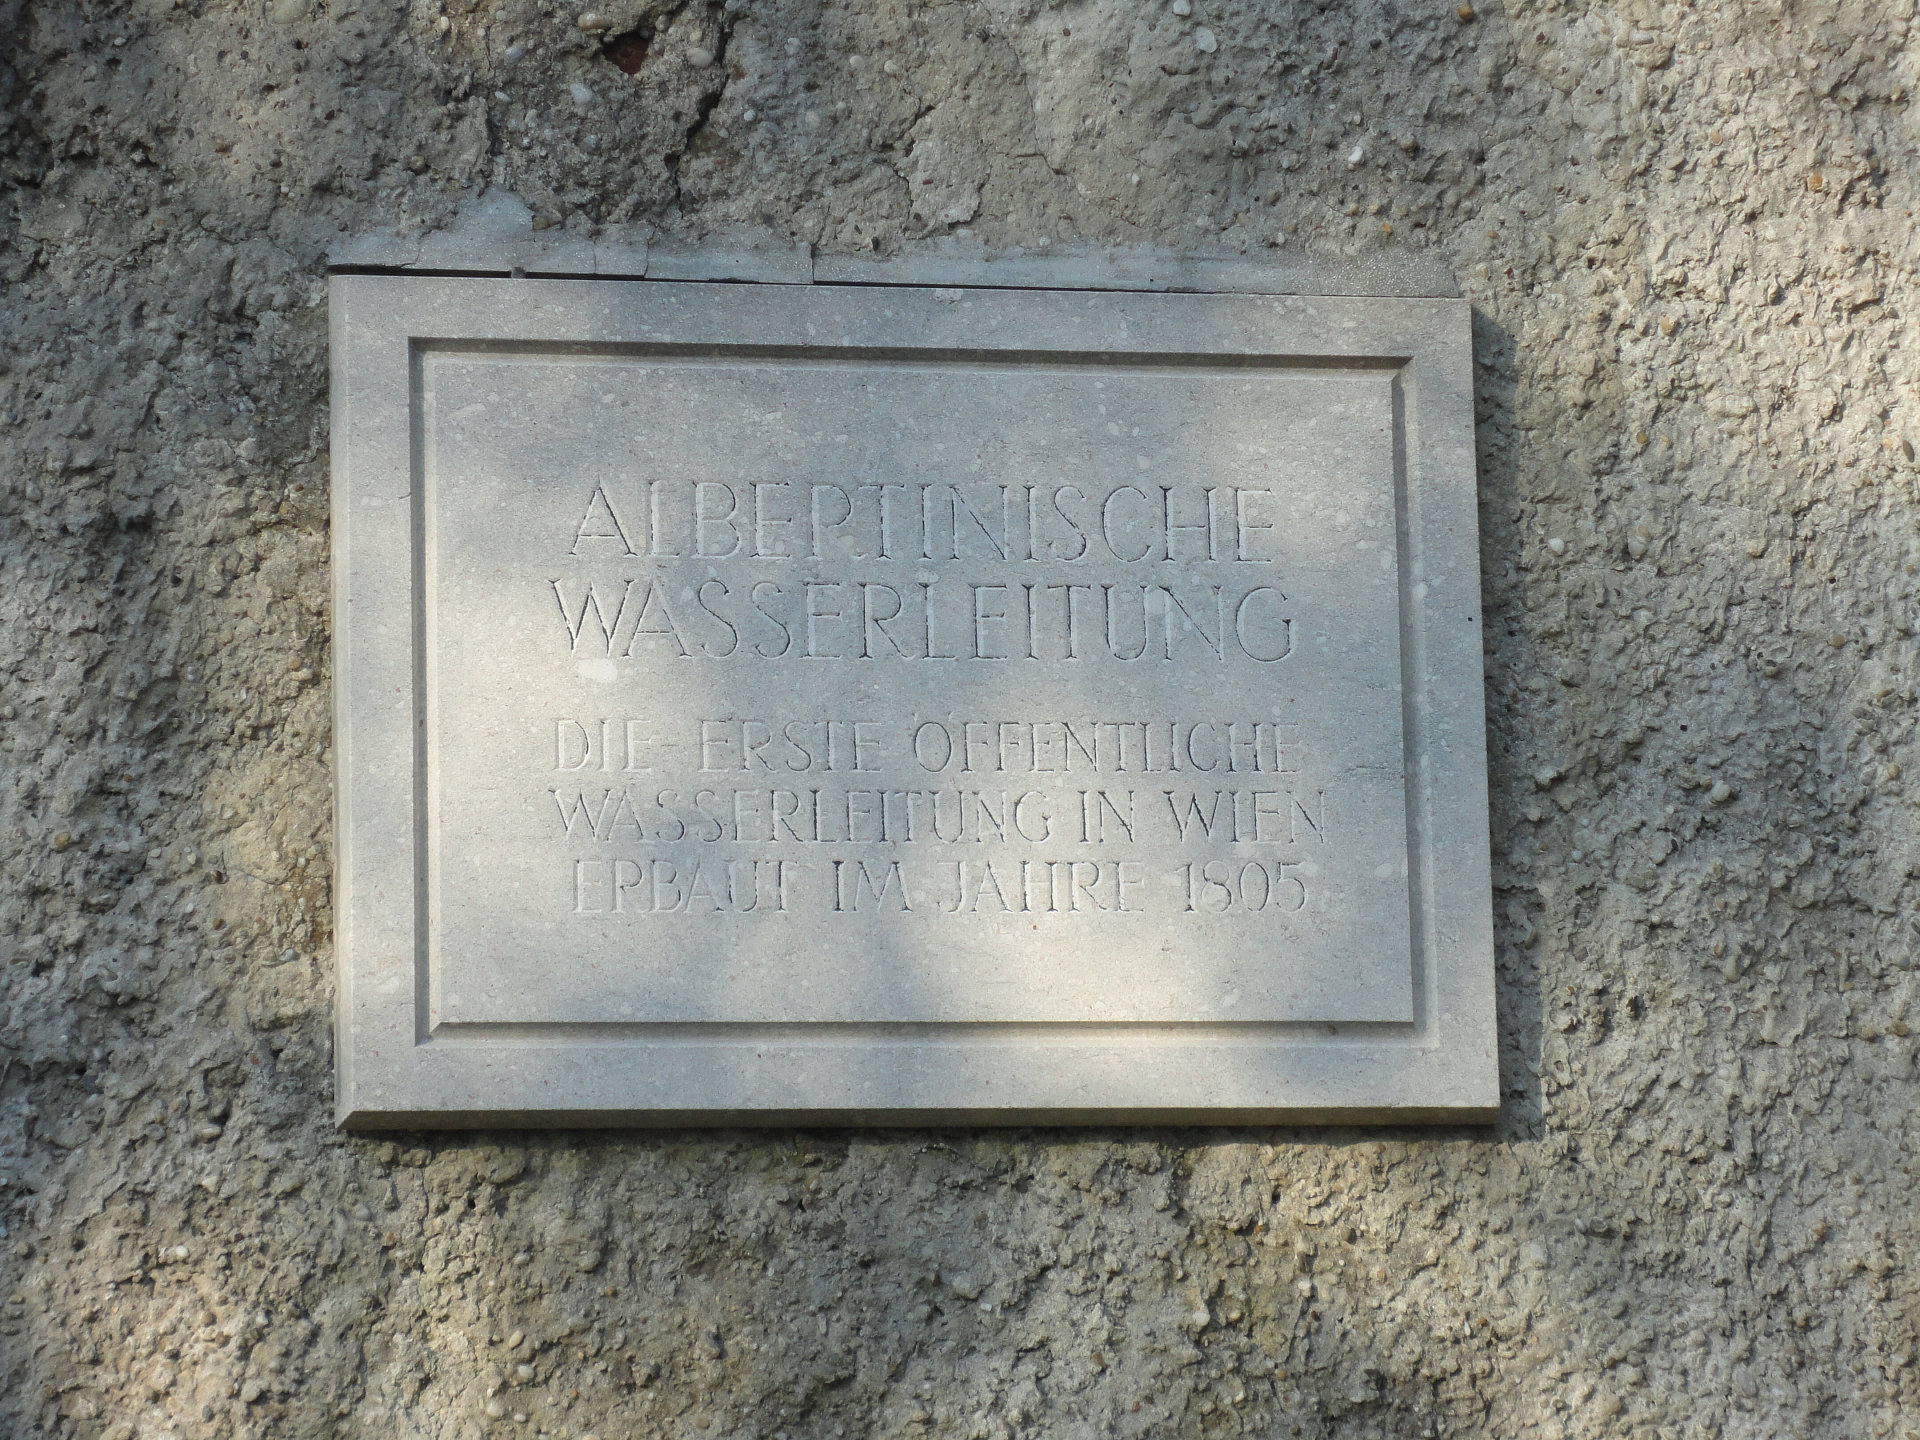 ALBERTINISCHE
WASSERLEITUNG
DIE ERSTE ÖFFENTLICHE
WASSERLEITUNG IN WIEN
ERBAUT IM JAHRE 1805